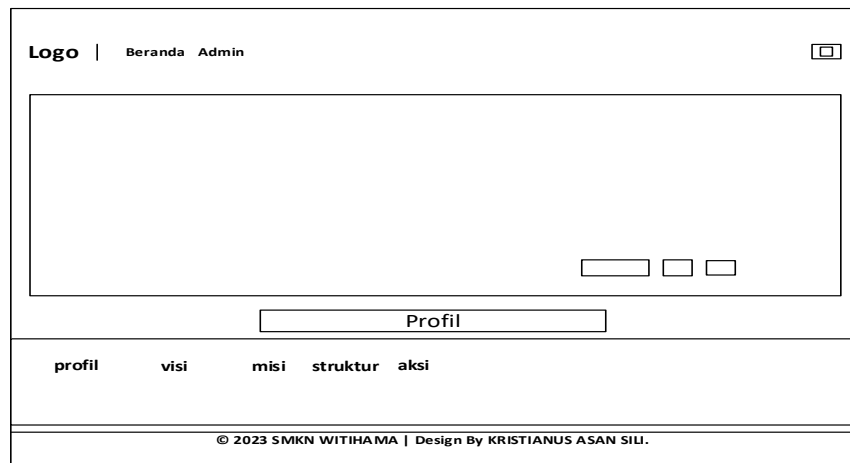 Logo | Beranda Admin
Profil
profil visi misi struktur aksi
© 2023 SMKN WITIHAMA | Design By KRISTIANUS ASAN SILI.